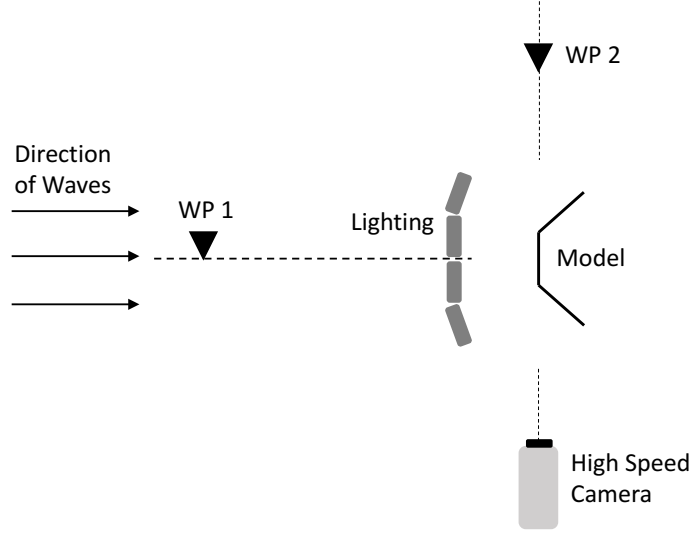 WP 2
Direction
of Waves
WP 1
Lighting
Model
High Speed
Camera